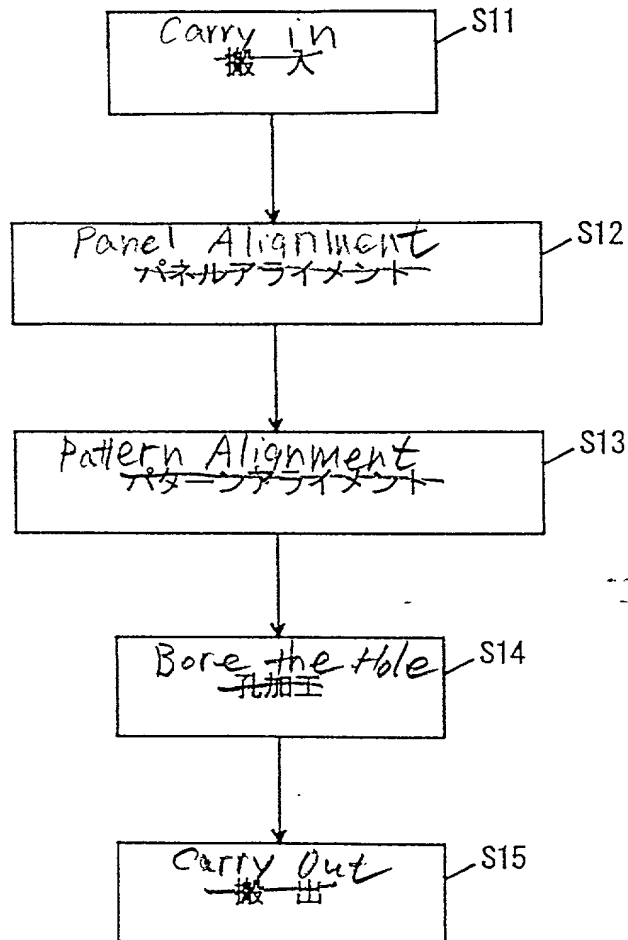 Carry in
搬 入
S11
Panel Alignment
パネルアライメント
S12
Pattern Alignment
パターンアライメント
S13
Bore the Hole
孔加工
S14
Carry Out
搬 出
S15